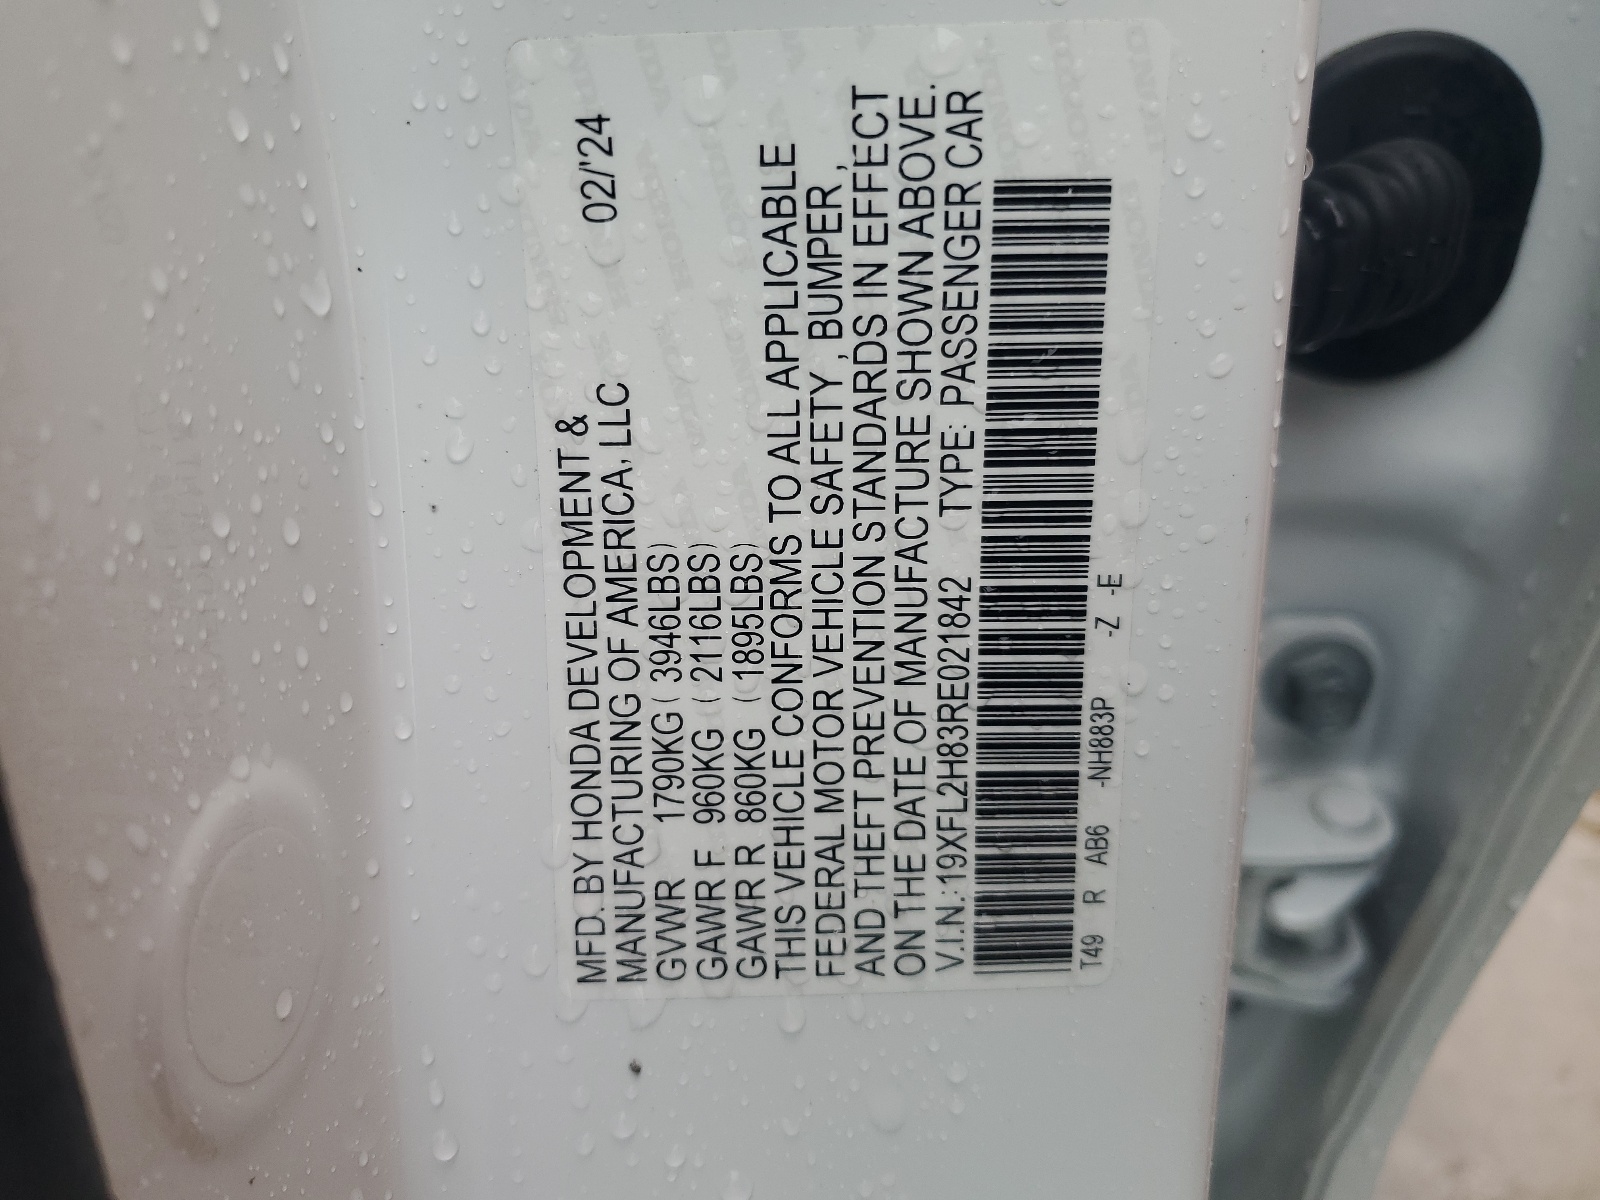 MFD. BY HONDA DEVELOPMENT &
MANUFACTURING OF AMERICA, LLC 02/'24
GVWR 1790KG ( 3946LBS)
GAWR F 960KG ( 2116LBS)
GAWR R 860KG ( 1895LBS)
THIS VEHICLE CONFORMS TO ALL APPLICABLE
FEDERAL MOTOR VEHICLE SAFETY , BUMPER ,
AND THEFT PREVENTION STANDARDS IN EFFECT
ON THE DATE OF MANUFACTURE SHOWN ABOVE.
V.I.N.:19XFL2H83RE021842 TYPE: PASSENGER CAR
T49 R AB6 -NH883P -Z -E